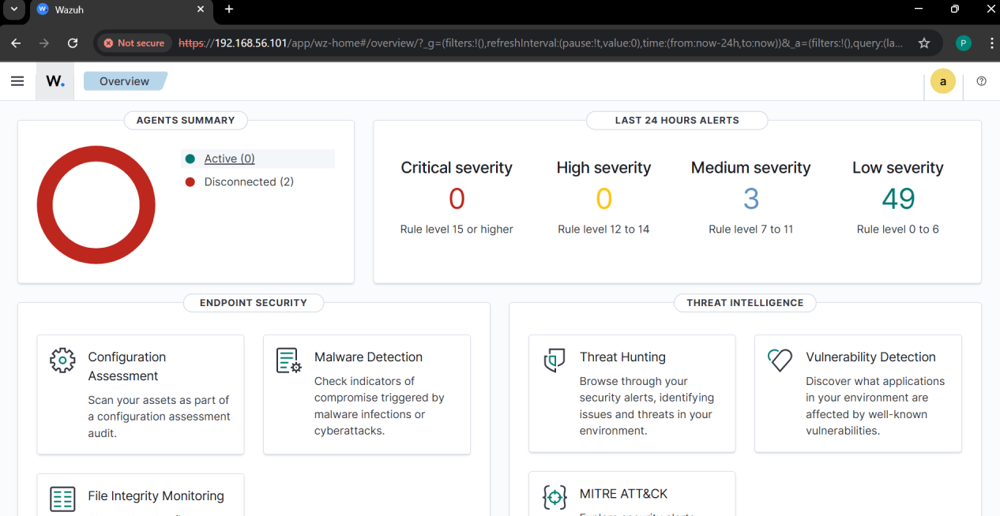 Wazuh
Not secure
https://192.168.56.101/app/wz-home#/overview/?_g=(filters:!(),refreshInterval:(pause:!t,value:0),time:(from:now-24h,to:now))&_a=(filters:!(),query:(la...
P
W.
Overview
a
AGENTS SUMMARY
Active (0)
Disconnected (2)
LAST 24 HOURS ALERTS
Critical severity
0
Rule level 15 or higher
High severity
0
Rule level 12 to 14
Medium severity
3
Rule level 7 to 11
Low severity
49
Rule level 0 to 6
ENDPOINT SECURITY
Configuration
Assessment
Scan your assets as part of
a configuration assessment
audit.
Malware Detection
Check indicators of
compromise triggered by
malware infections or
cyberattacks.
File Integrity Monitoring
THREAT INTELLIGENCE
Threat Hunting
Browse through your
security alerts, identifying
issues and threats in your
environment.
Vulnerability Detection
Discover what applications
in your environment are
affected by well-known
vulnerabilities.
MITRE ATT&CK